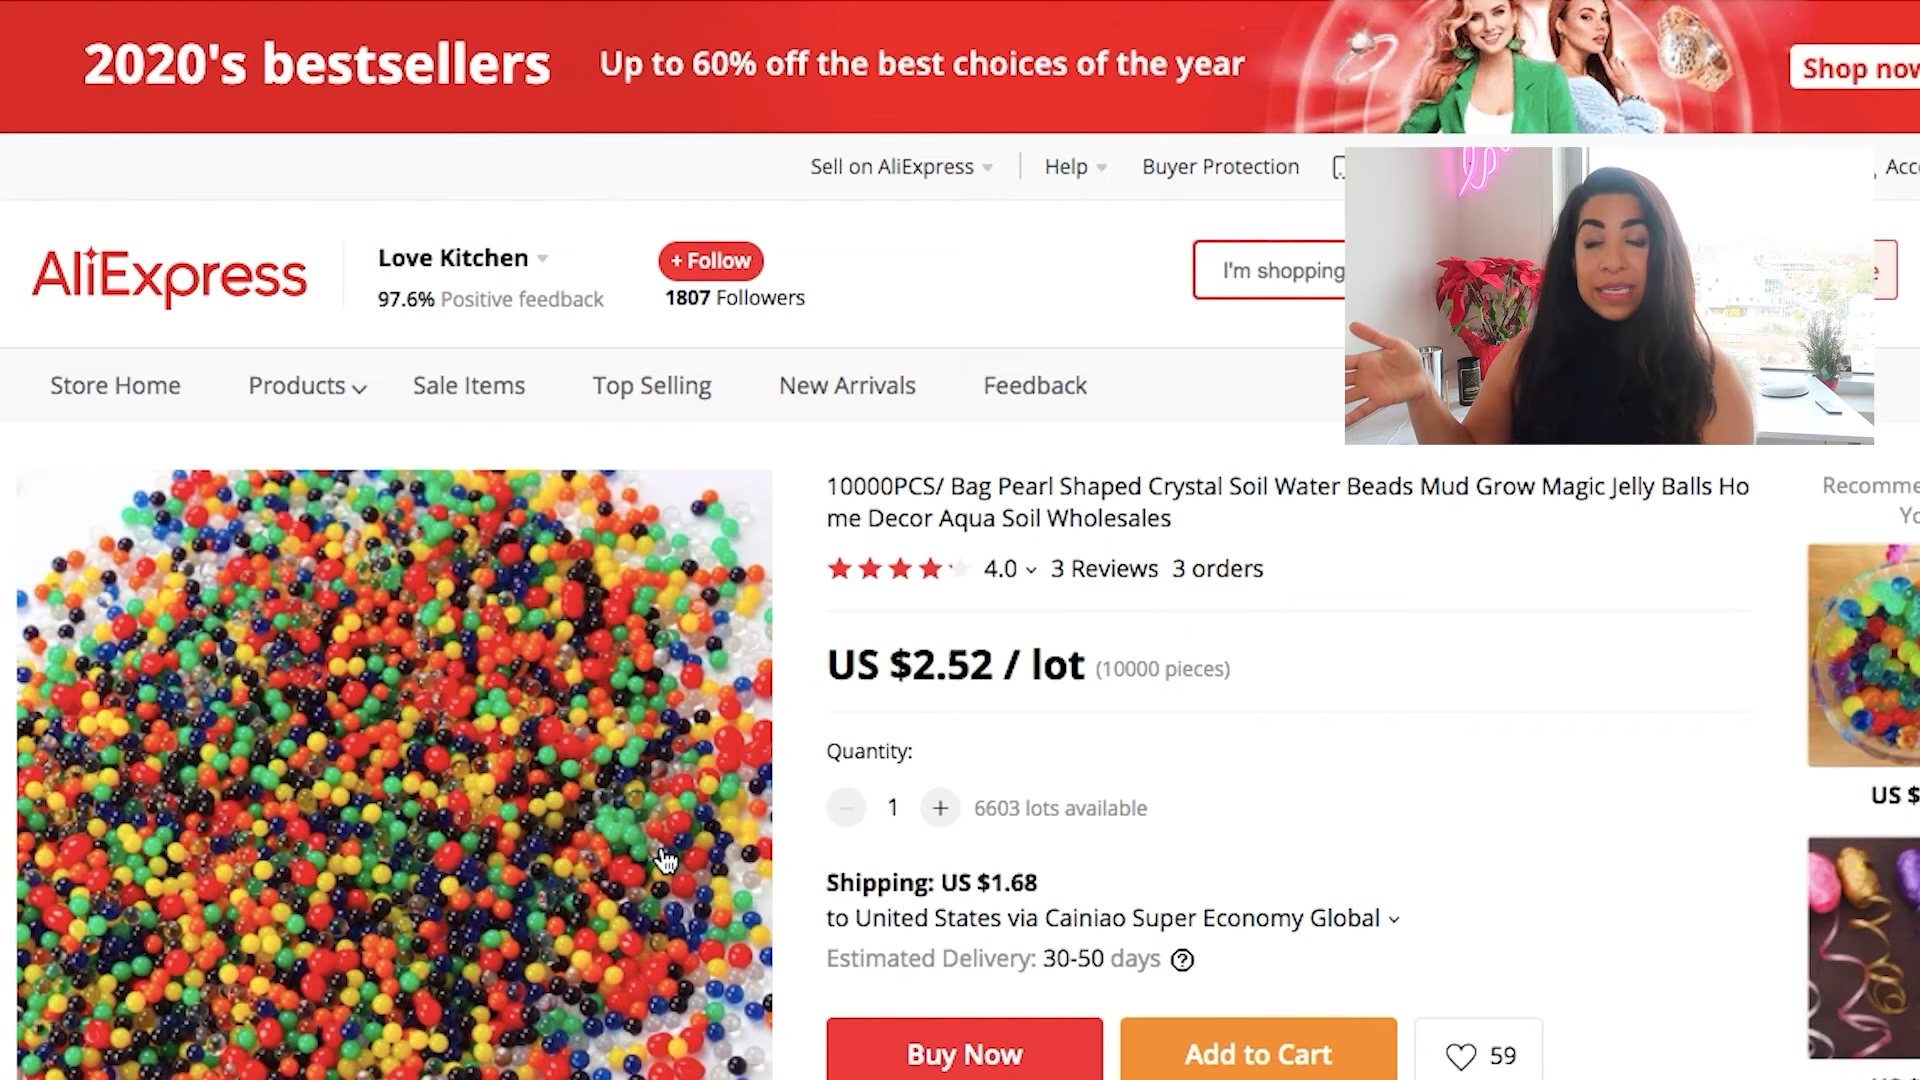 2020's bestsellers
Up to 60% off the best choices of the year
Shop now
Sell on AliExpress
Help
Buyer Protection
Acc
AliExpress
Love Kitchen
97.6% Positive feedback
+ Follow
1807 Followers
I'm shopping
Store Home
Products
Sale Items
Top Selling
New Arrivals
Feedback
10000PCS/ Bag Pearl Shaped Crystal Soil Water Beads Mud Grow Magic Jelly Balls Ho
me Decor Aqua Soil Wholesales
4.0 3 Reviews 3 orders
US $2.52 / lot (10000 pieces)
Quantity:
1 + 6603 lots available
Shipping: US $1.68
to United States via Cainiao Super Economy Global
Estimated Delivery: 30-50 days ?
Buy Now
Add to Cart
59
Recomme
Yo
US $